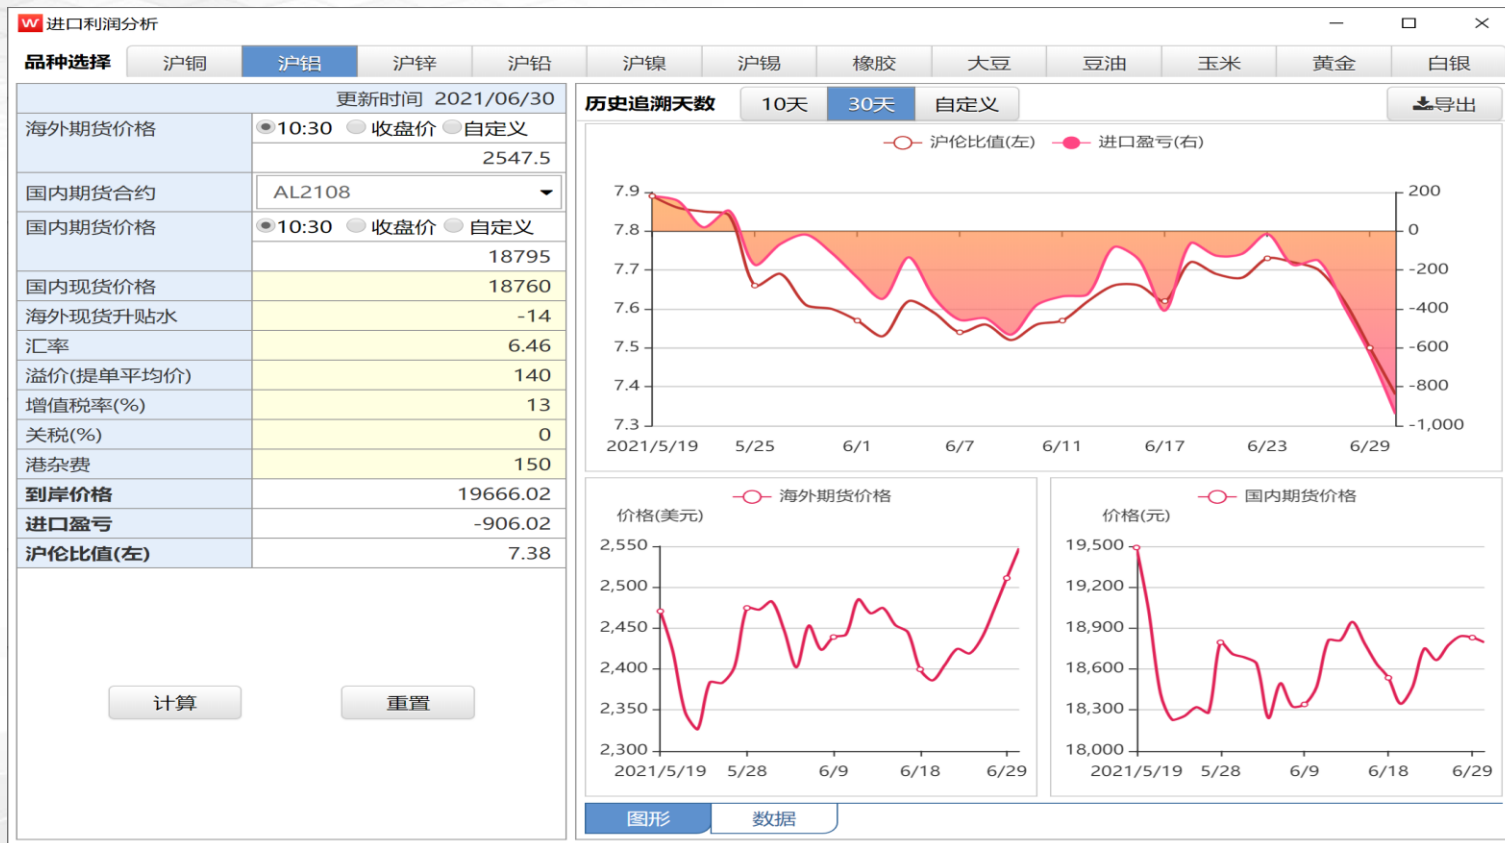 W 进口利润分析
品种选择 沪铜 沪铝 沪锌 沪铅 沪镍 沪锡 橡胶 大豆 豆油 玉米 黄金 白银
更新时间 2021/06/30
海外期货价格 10:30 收盘价 自定义
2547.5
国内期货合约 AL2108
国内期货价格 10:30 收盘价 自定义
18795
国内现货价格 18760
海外现货升贴水 -14
汇率 6.46
溢价(提单平均价) 140
增值税率(%) 13
关税(%) 0
港杂费 150
到岸价格 19666.02
进口盈亏 -906.02
沪伦比值(左) 7.38
计算 重置
历史追溯天数 10天 30天 自定义 导出
沪伦比值(左) 进口盈亏(右)
7.9 200
7.8 0
7.7 -200
7.6 -400
7.5 -600
7.4 -800
7.3 -1,000
2021/5/19 5/25 6/1 6/7 6/11 6/17 6/23 6/29
海外期货价格
价格(美元)
2,550
2,500
2,450
2,400
2,350
2,300
2021/5/19 5/28 6/9 6/18 6/29
国内期货价格
价格(元)
19,500
19,200
18,900
18,600
18,300
18,000
2021/5/19 5/28 6/9 6/18 6/29
图形 数据